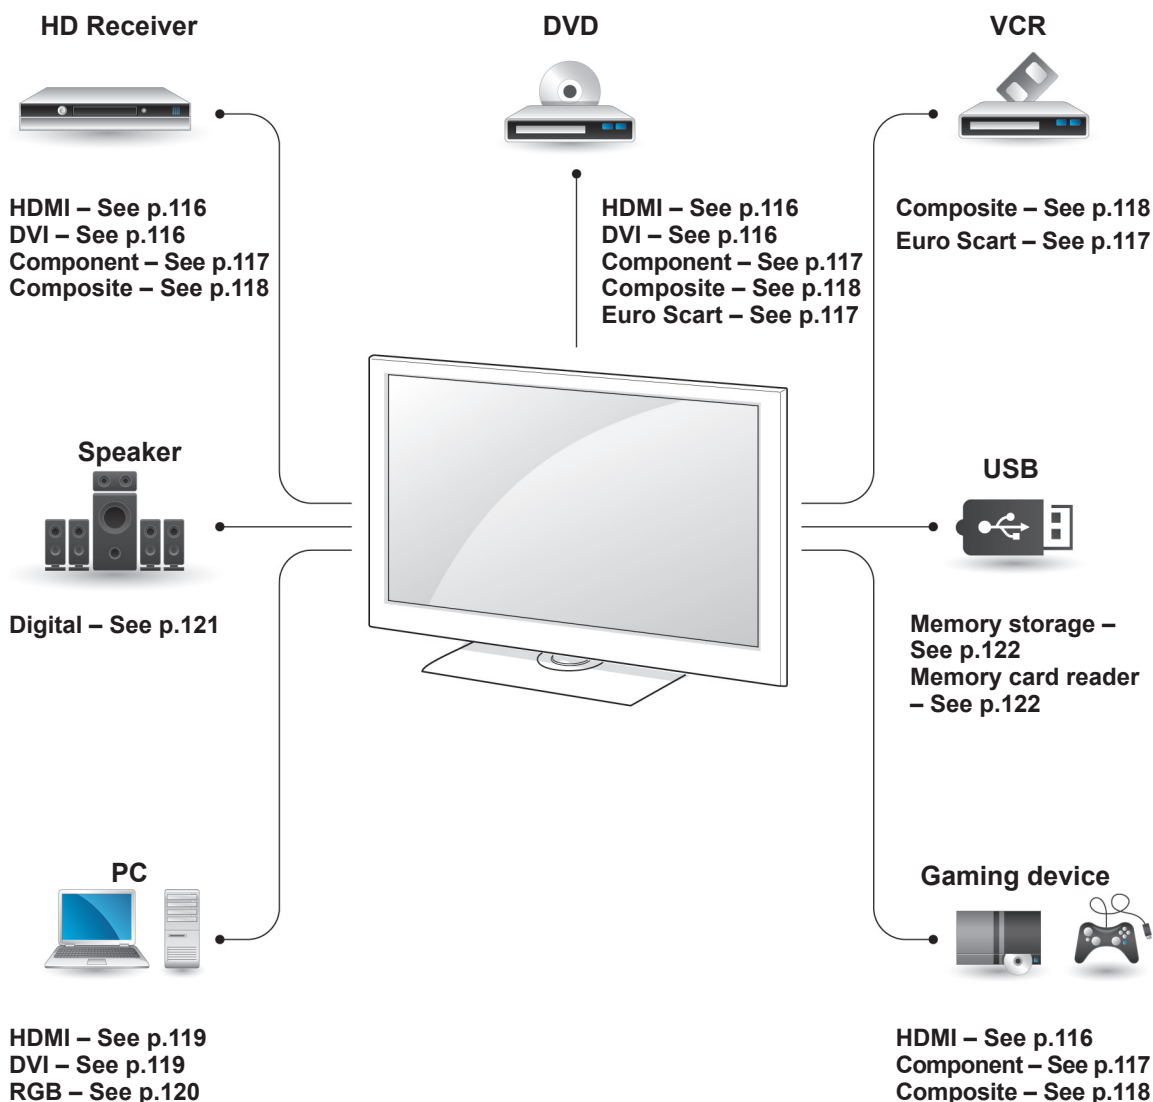 HD Receiver
HDMI – See p.116
DVI – See p.116
Component – See p.117
Composite – See p.118
DVD
HDMI – See p.116
DVI – See p.116
Component – See p.117
Composite – See p.118
Euro Scart – See p.117
VCR
Composite – See p.118
Euro Scart – See p.117
Speaker
Digital – See p.121
USB
Memory storage –
See p.122
Memory card reader
– See p.122
PC
HDMI – See p.119
DVI – See p.119
RGB – See p.120
Gaming device
HDMI – See p.116
Component – See p.117
Composite – See p.118